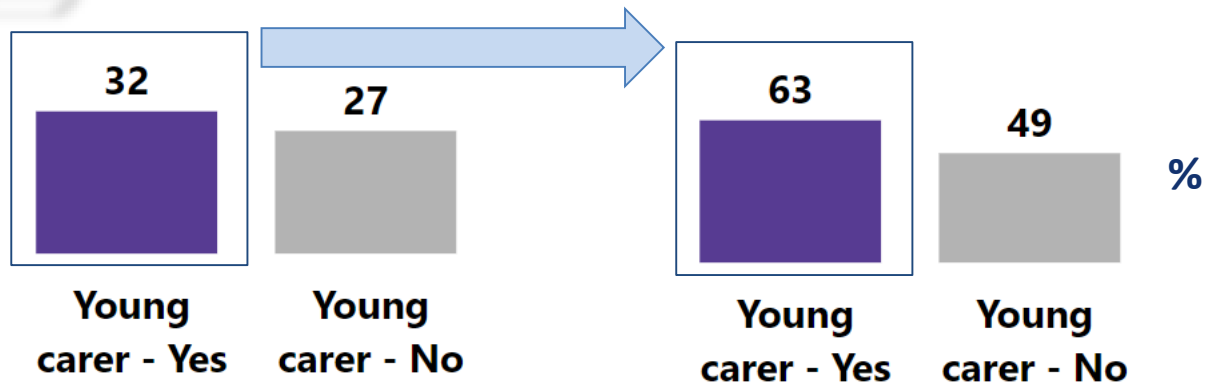 32
27
Young
carer - Yes
Young
carer - No
63
49
%
Young
carer - Yes
Young
carer - No